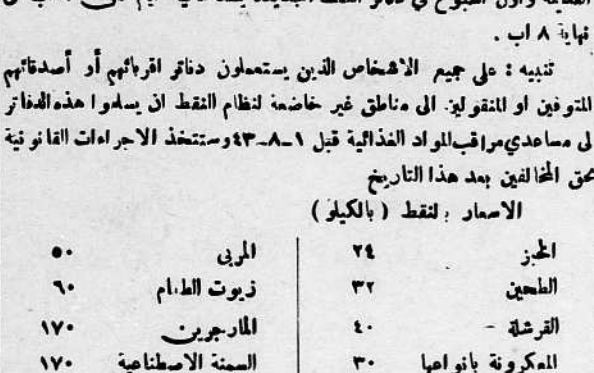 نهاية ٨ اب .
تنبيه : على جميع الاشخاص الذين يستعملون دفاتر اقربائهم أو أصدقائهم
المتوفين او المنقولين الى مناطق غير خاضعة لنظام النقط ان يسلموا هذه الدفاتر
لى مساعدي مراقب المواد الغذائية قبل ١-٨-٤٣ وستتخذ الاجراءات القانونية
بحق المخالفين بعد هذا التاريخ
الاسعار بالنقط ( بالكيلو )
الخبز ٢٤
الطحين ٣٢
القرشلة - ٤٠
المعكرونة بانواعها ٣٠
المربى ٥٠
زيوت الطعام ٦٠
المارجرين ١٧٠
السمنة الاصطناعية ١٧٠